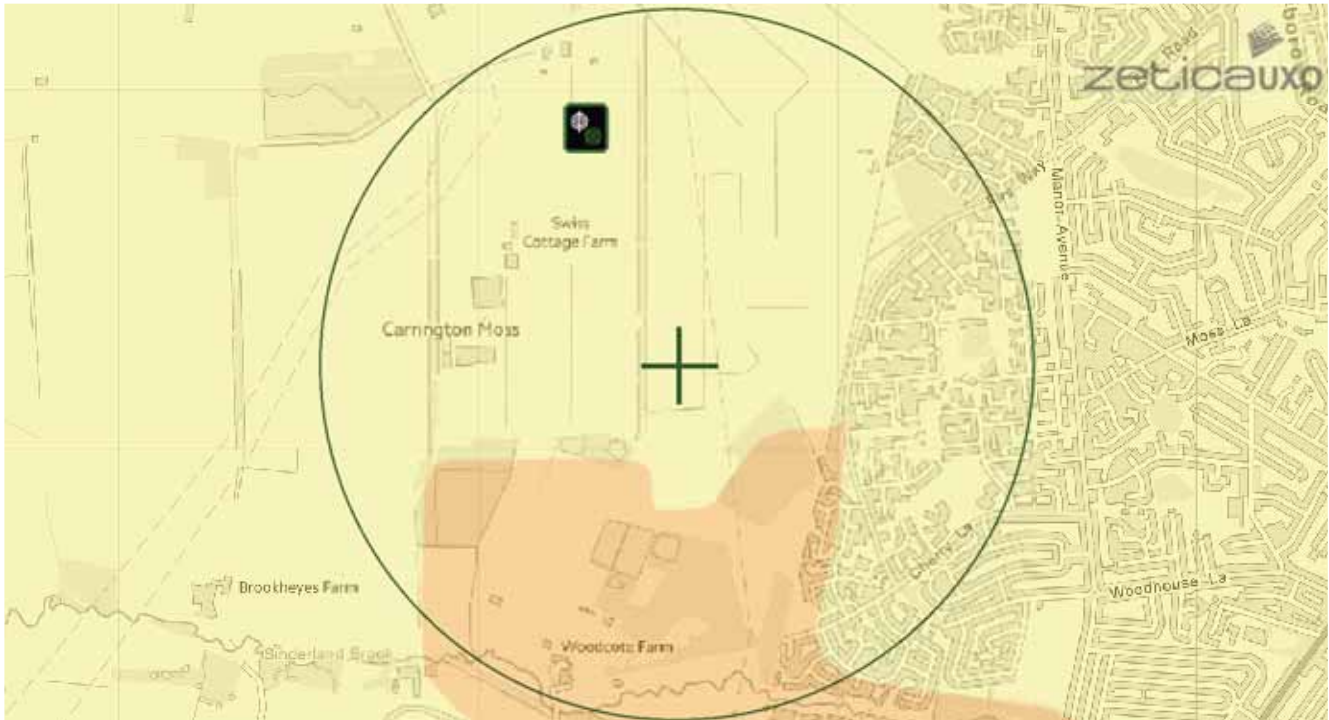 Road
zeticauxo
Way
Manor Avenue
Swiss
Cottage Farm
Carrington Moss
Moss La
Cherry La
Woodhouse La
Brookheyes Farm
Sinderland Brook
Woodcote Farm